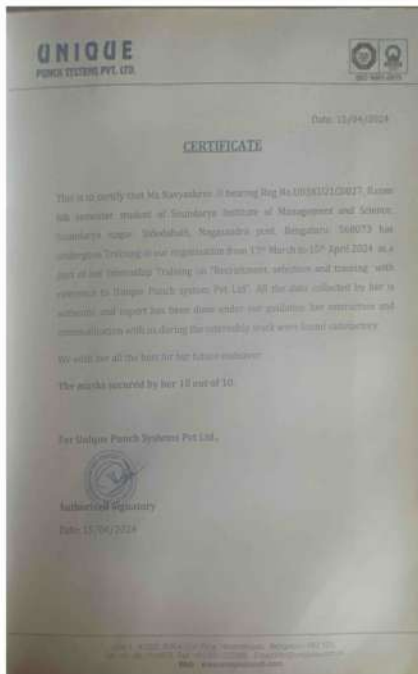 UNIQUE
PUNCH SYSTEMS PVT. LTD.
Date: 15/04/2024
CERTIFICATE
This is to certify that Ms. bearing Reg No. Bcom
6th semester student of Soundarya Institute of Management and Science,
Soundarya nagar Sidedahalli, Nagasandra post, Bengaluru 560073 has
undergone Training in our organization from March to 15th April 2024 as a
part of her Internship Training on "Recruitment, selection and training with
reference to Unique Punch system Pvt Ltd". All the data collected by her is
authentic and report has been done under our guidance her interaction and
communication with us during the internship work were found satisfactory.
We wish her all the best for her future endeavor.
The marks secured by her 10 out of 10.
For Unique Punch Systems Pvt Ltd.,
Authorized Signatory
Date: 15/04/2024